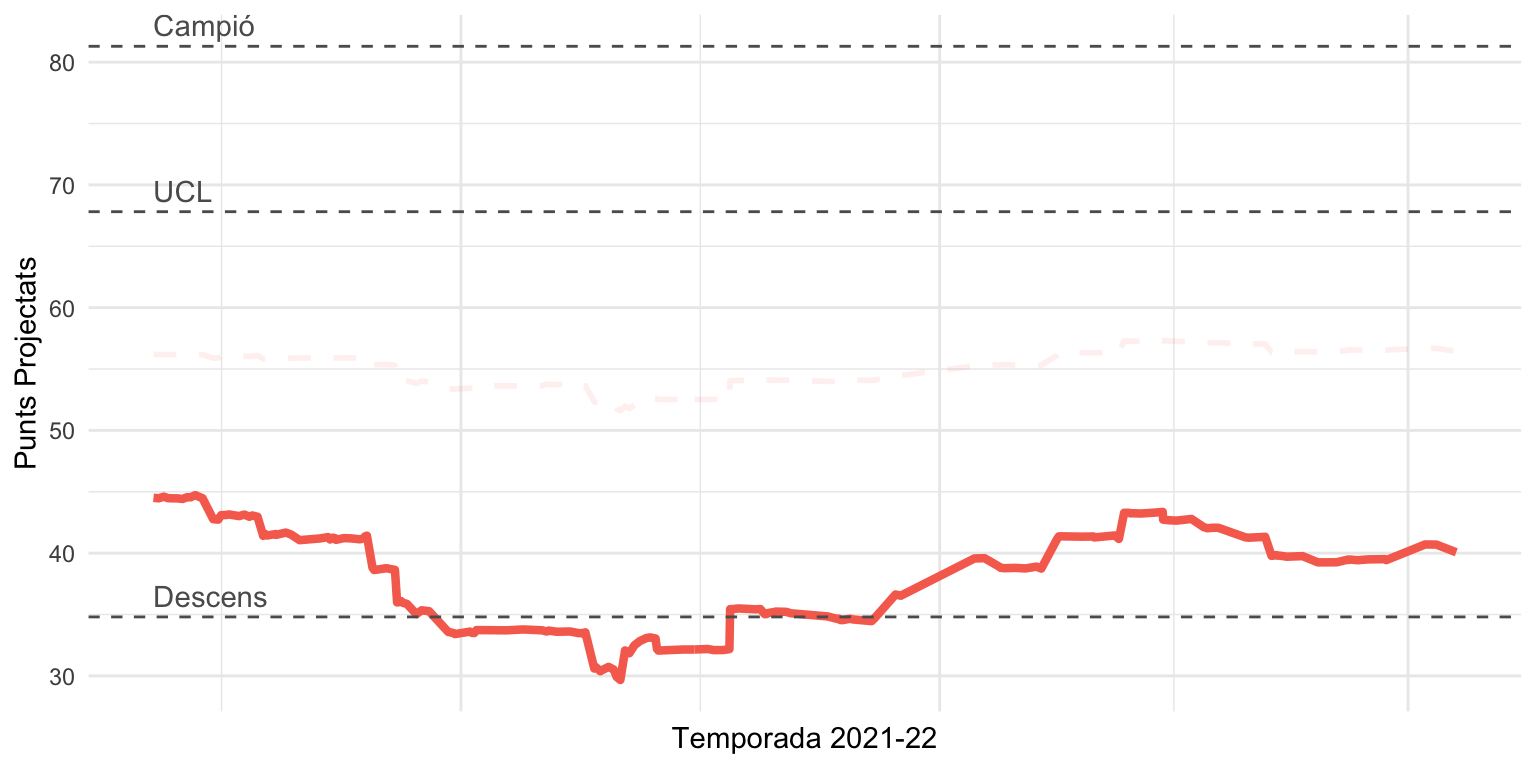 Campió
80
70
UCL
60
50
40
Descens
30
Punts Projectats
Temporada 2021-22